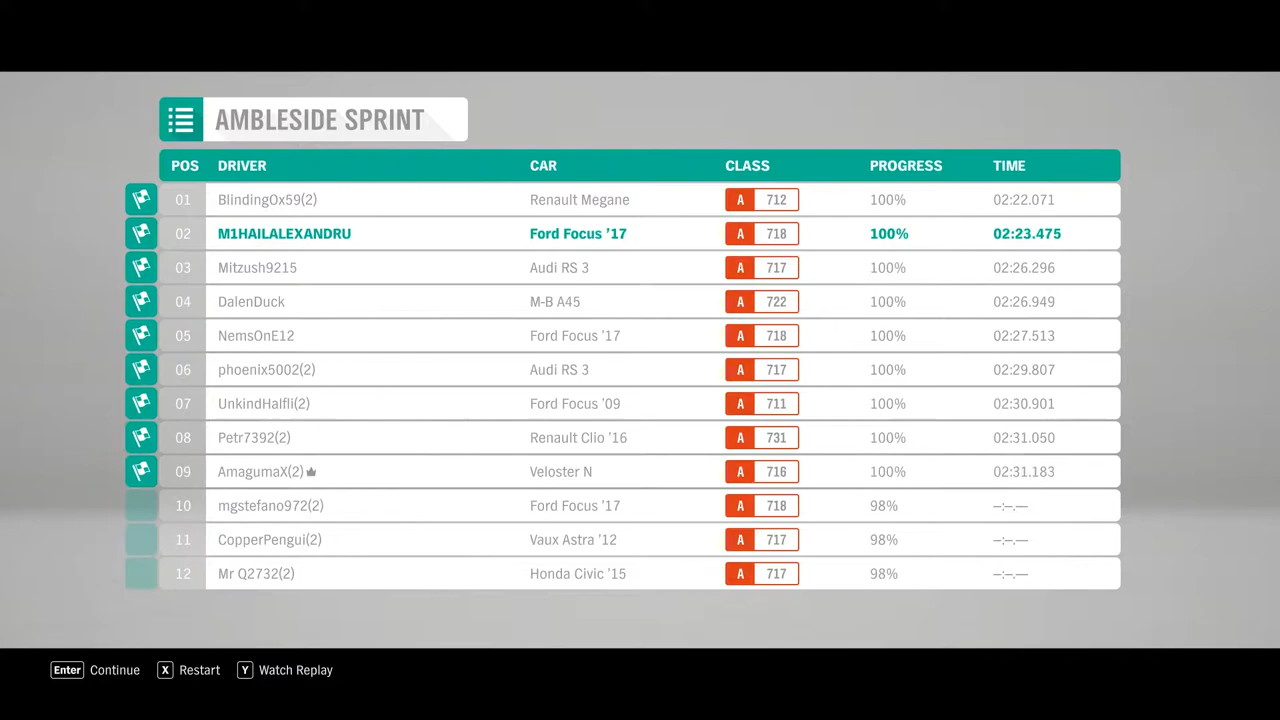 AMBLESIDE SPRINT
POS DRIVER CAR CLASS PROGRESS TIME
01 BlindingOx59(2) Renault Megane A 712 100% 02:22.071
02 M1HAILALEXANDRU Ford Focus ’17 A 718 100% 02:23.475
03 Mitzush9215 Audi RS 3 A 717 100% 02:26.296
04 DalenDuck M-B A45 A 722 100% 02:26.949
05 NemsOnE12 Ford Focus ’17 A 718 100% 02:27.513
06 phoenix5002(2) Audi RS 3 A 717 100% 02:29.807
07 UnkindHalfli(2) Ford Focus ’09 A 711 100% 02:30.901
08 Petr7392(2) Renault Clio ’16 A 731 100% 02:31.050
09 AmagumaX(2) Veloster N A 716 100% 02:31.183
10 mgstefano972(2) Ford Focus ’17 A 718 98% –:–.––
11 CopperPengui(2) Vaux Astra ’12 A 717 98% –:–.––
12 Mr Q2732(2) Honda Civic ’15 A 717 98% –:–.––
Enter Continue X Restart Y Watch Replay